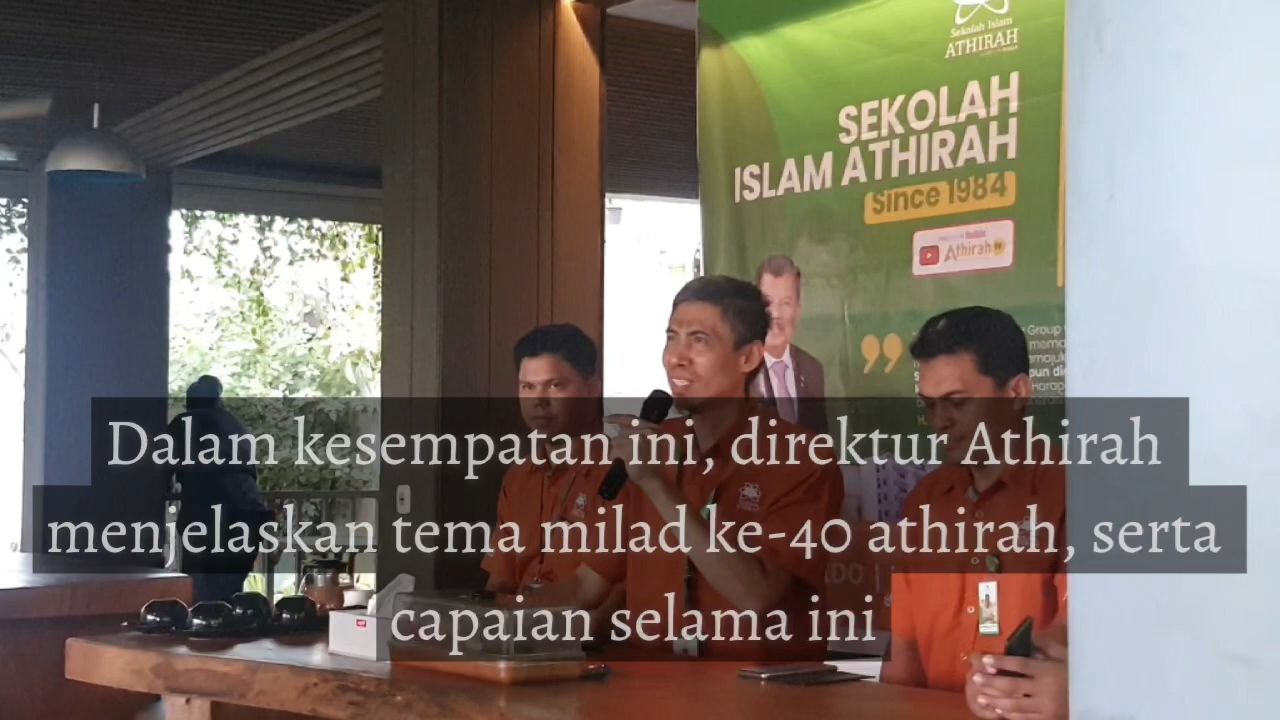 Sekolah Islam
ATHIRAH
SEKOLAH
ISLAM ATHIRAH
Since 1984
Athirah
Group
Dalam kesempatan ini, direktur Athirah
menjelaskan tema milad ke-40 athirah, serta
capaian selama ini